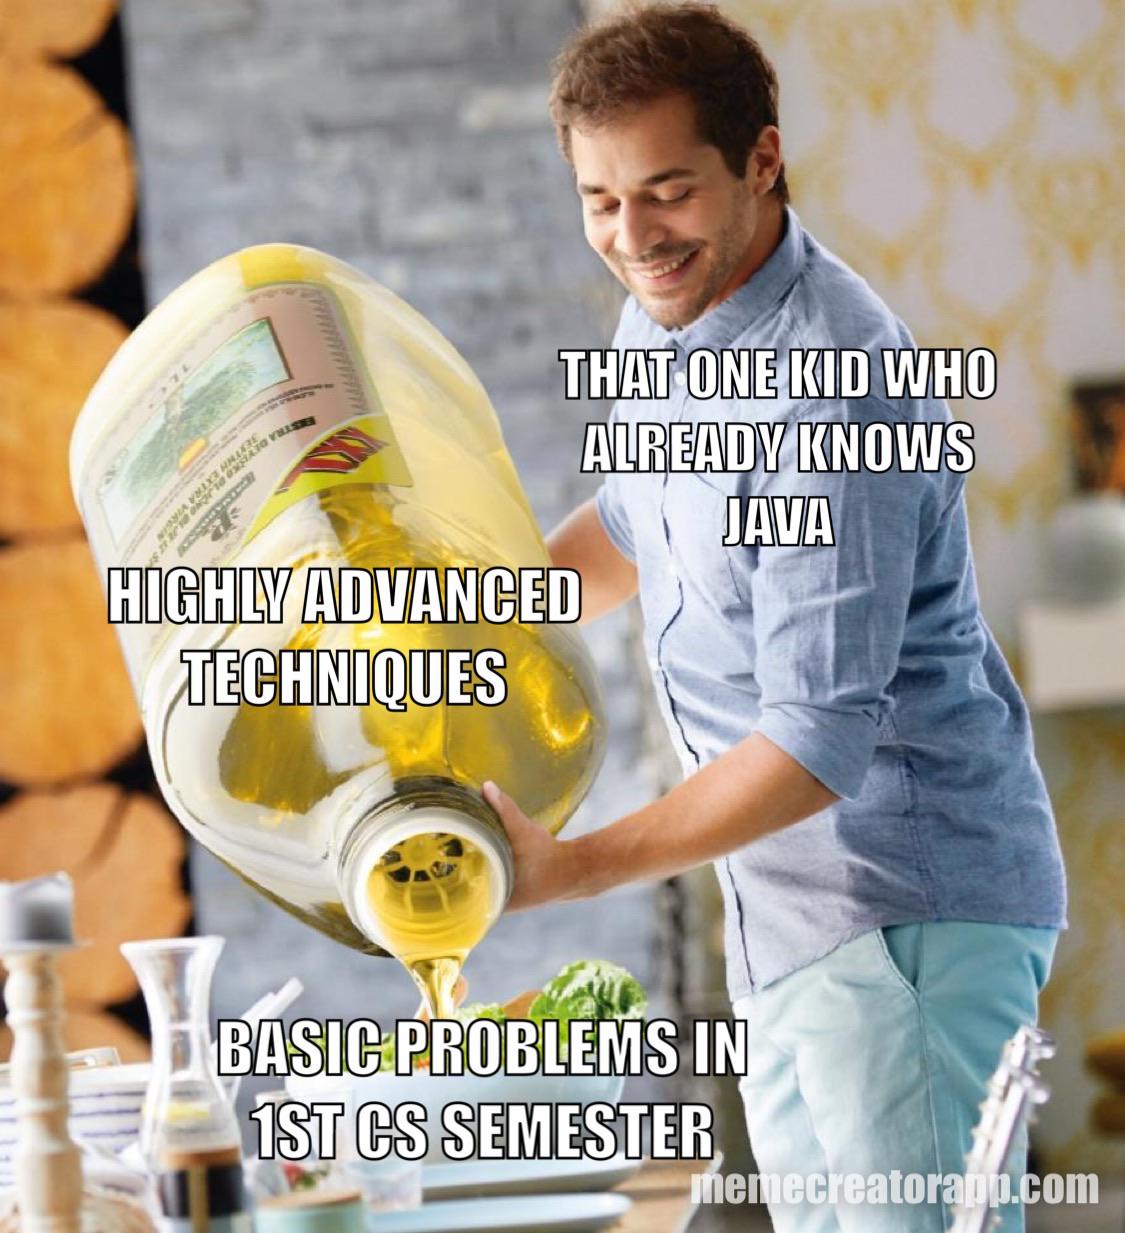 THAT ONE KID WHO
ALREADY KNOWS
JAVA
HIGHLY ADVANCED
TECHNIQUES
BASIC PROBLEMS IN
1ST CS SEMESTER
memecreatorapp.com